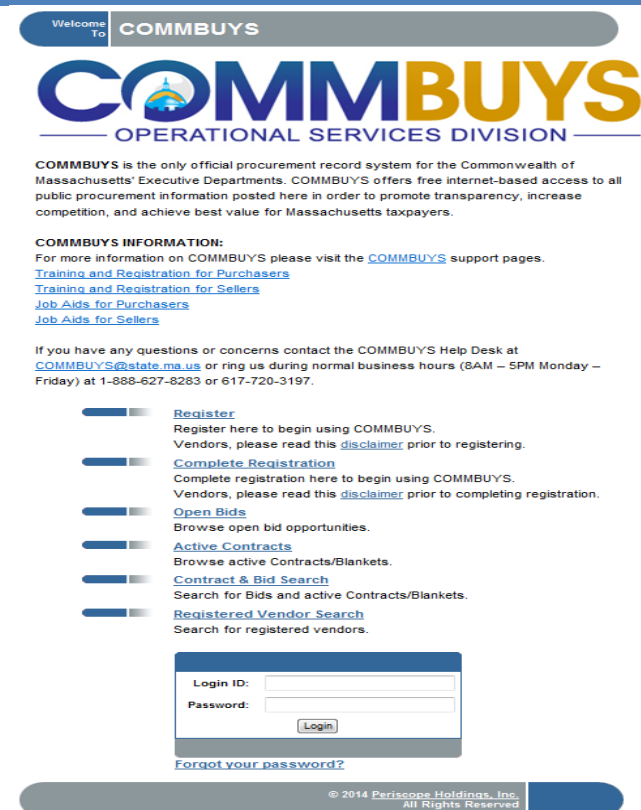 Welcome
To
COMMBUYS
COMMBUYS
OPERATIONAL SERVICES DIVISION
COMMBUYS is the only official procurement record system for the Commonwealth of
Massachusetts' Executive Departments. COMMBUYS offers free internet-based access to all
public procurement information posted here in order to promote transparency, increase
competition, and achieve best value for Massachusetts taxpayers.
COMMBUYS INFORMATION:
For more information on COMMBUYS please visit the COMMBUYS support pages.
Training and Registration for Purchasers
Training and Registration for Sellers
Job Aids for Purchasers
Job Aids for Sellers
If you have any questions or concerns contact the COMMBUYS Help Desk at
COMMBUYS@state.ma.us or ring us during normal business hours (8AM – 5PM Monday –
Friday) at 1-888-627-8283 or 617-720-3197.
Register
Register here to begin using COMMBUYS.
Vendors, please read this disclaimer prior to registering.
Complete Registration
Complete registration here to begin using COMMBUYS.
Vendors, please read this disclaimer prior to completing registration.
Open Bids
Browse open bid opportunities.
Active Contracts
Browse active Contracts/Blankets.
Contract & Bid Search
Search for Bids and active Contracts/Blankets.
Registered Vendor Search
Search for registered vendors.
Login ID:
Password:
Login
Forgot your password?
© 2014 Periscope Holdings, Inc.
All Rights Reserved